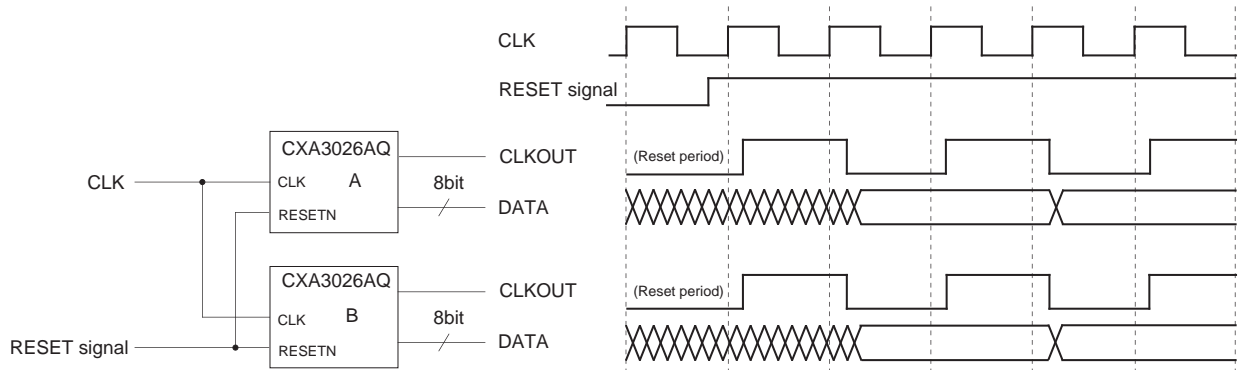 CLK
RESET signal
CXA3026AQ
CLK A
RESETN
8bit
CLKOUT
DATA
(Reset period)
CLK
CXA3026AQ
CLK B
RESETN
8bit
CLKOUT
DATA
(Reset period)
RESET signal